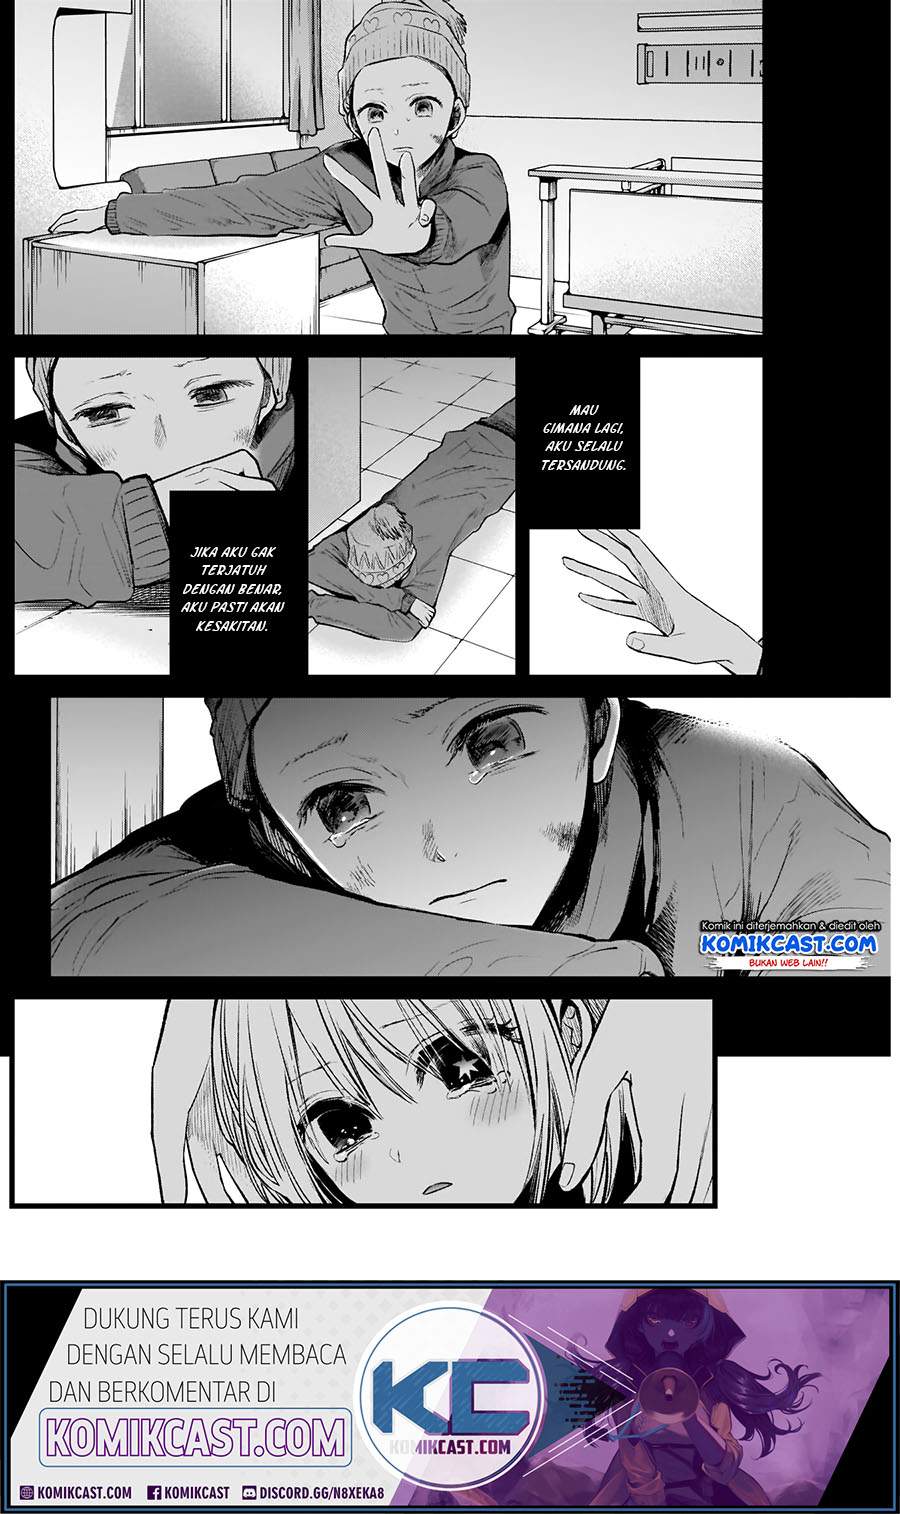 MAU
GIMANA LAGI,
AKU SELALU
TERSANDUNG.
JIKA AKU GAK
TERJATUH
DENGAN BENAR,
AKU PASTI AKAN
KESAKITAN.
Komik ini diterjemahkan & diedit oleh
KOMIKCAST.COM
BUKAN WEB LAIN!!
DUKUNG TERUS KAMI
DENGAN SELALU MEMBACA
DAN BERKOMENTAR DI
KOMIKCAST.COM
KC
KOMIKCAST.COM
KOMIKCAST.COM KOMIKCAST DISCORD.GG/N8XEKA8